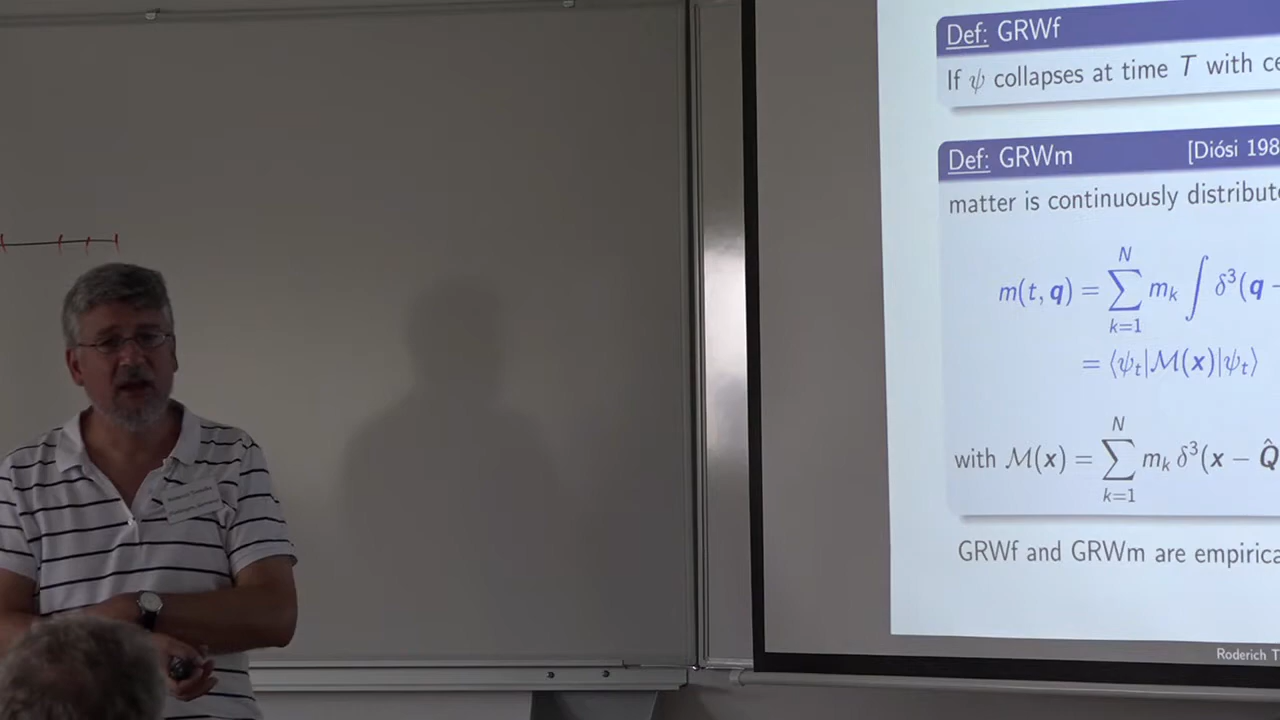 Def: GRWf
If ψ collapses at time T with ce
Def: GRWm [Diósi 198
matter is continuously distribut
m(t, q) = ∑_{k=1}^{N} m_k ∫ δ³(q −
= ⟨ψ_t|ℳ(x)|ψ_t⟩
with ℳ(x) = ∑_{k=1}^{N} m_k δ³(x − Q̂
GRWf and GRWm are empirica
Roderich T